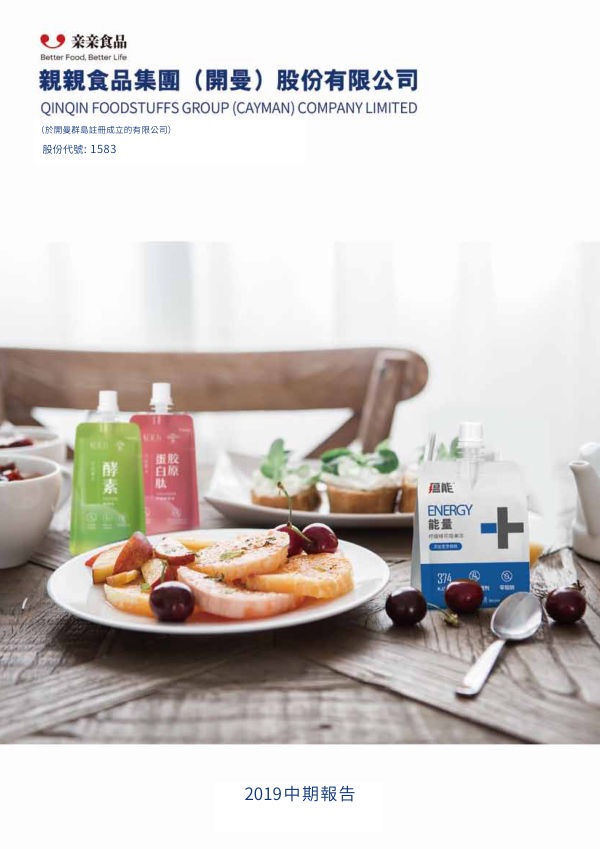 亲亲食品
Better Food, Better Life
親親食品集團（開曼）股份有限公司
QINQIN FOODSTUFFS GROUP (CAYMAN) COMPANY LIMITED
（於開曼群島註冊成立的有限公司）
股份代號: 1583
酵素
胶原
蛋白肽
ENERGY
能量
374
2019中期報告